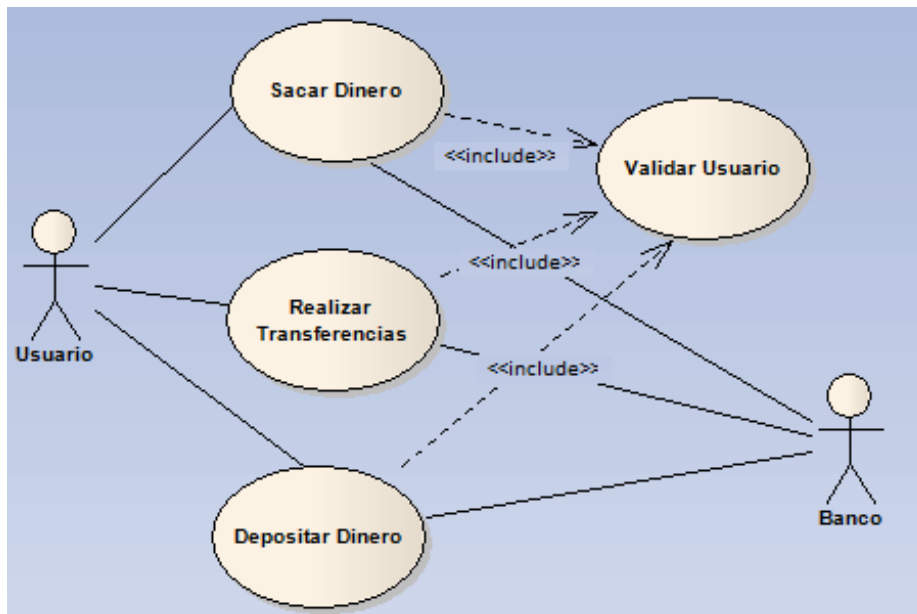 Sacar Dinero
<<include>>
Validar Usuario
<<include>>
Realizar
Transferencias
Usuario
<<include>>
Depositar Dinero
Banco